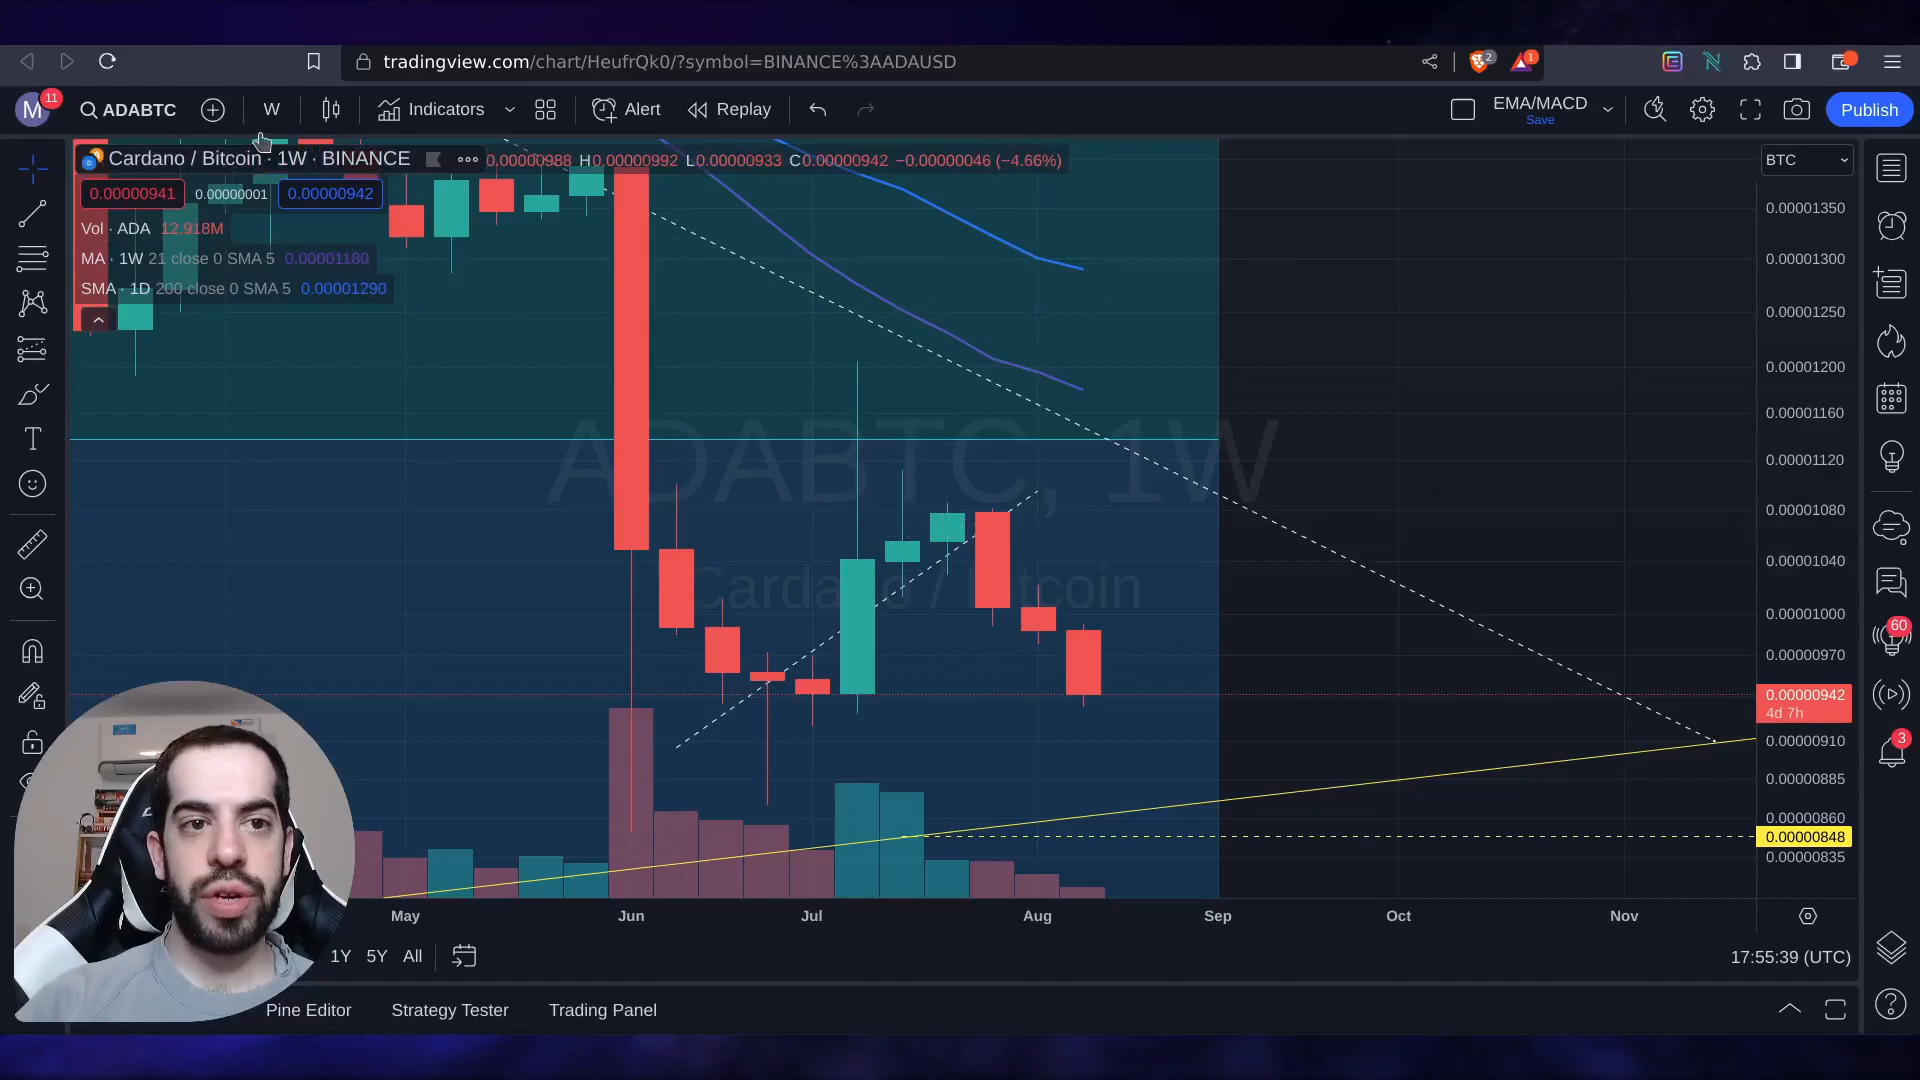 tradingview.com/chart/HeufrQk0/?symbol=BINANCE%3AADAUSD
2
1
M
11
ADABTC
W
Indicators
Alert
Replay
EMA/MACD
Save
Publish
Cardano / Bitcoin · 1W · BINANCE
0.00000988 H0.00000992 L0.00000933 C0.00000942 −0.00000046 (−4.66%)
BTC
0.00000941
0.00000001
0.00000942
Vol · ADA 12.918M
MA · 1W 21 close 0 SMA 5 0.00001180
SMA · 1D 200 close 0 SMA 5 0.00001290
ADABTC, 1W
Cardano / Bitcoin
0.00001350
0.00001300
0.00001250
0.00001200
0.00001160
0.00001120
0.00001080
0.00001040
0.00001000
0.00000970
0.00000942
4d 7h
0.00000910
0.00000885
0.00000860
0.00000848
0.00000835
60
3
May
Jun
Jul
Aug
Sep
Oct
Nov
1Y
5Y
All
17:55:39 (UTC)
Pine Editor
Strategy Tester
Trading Panel